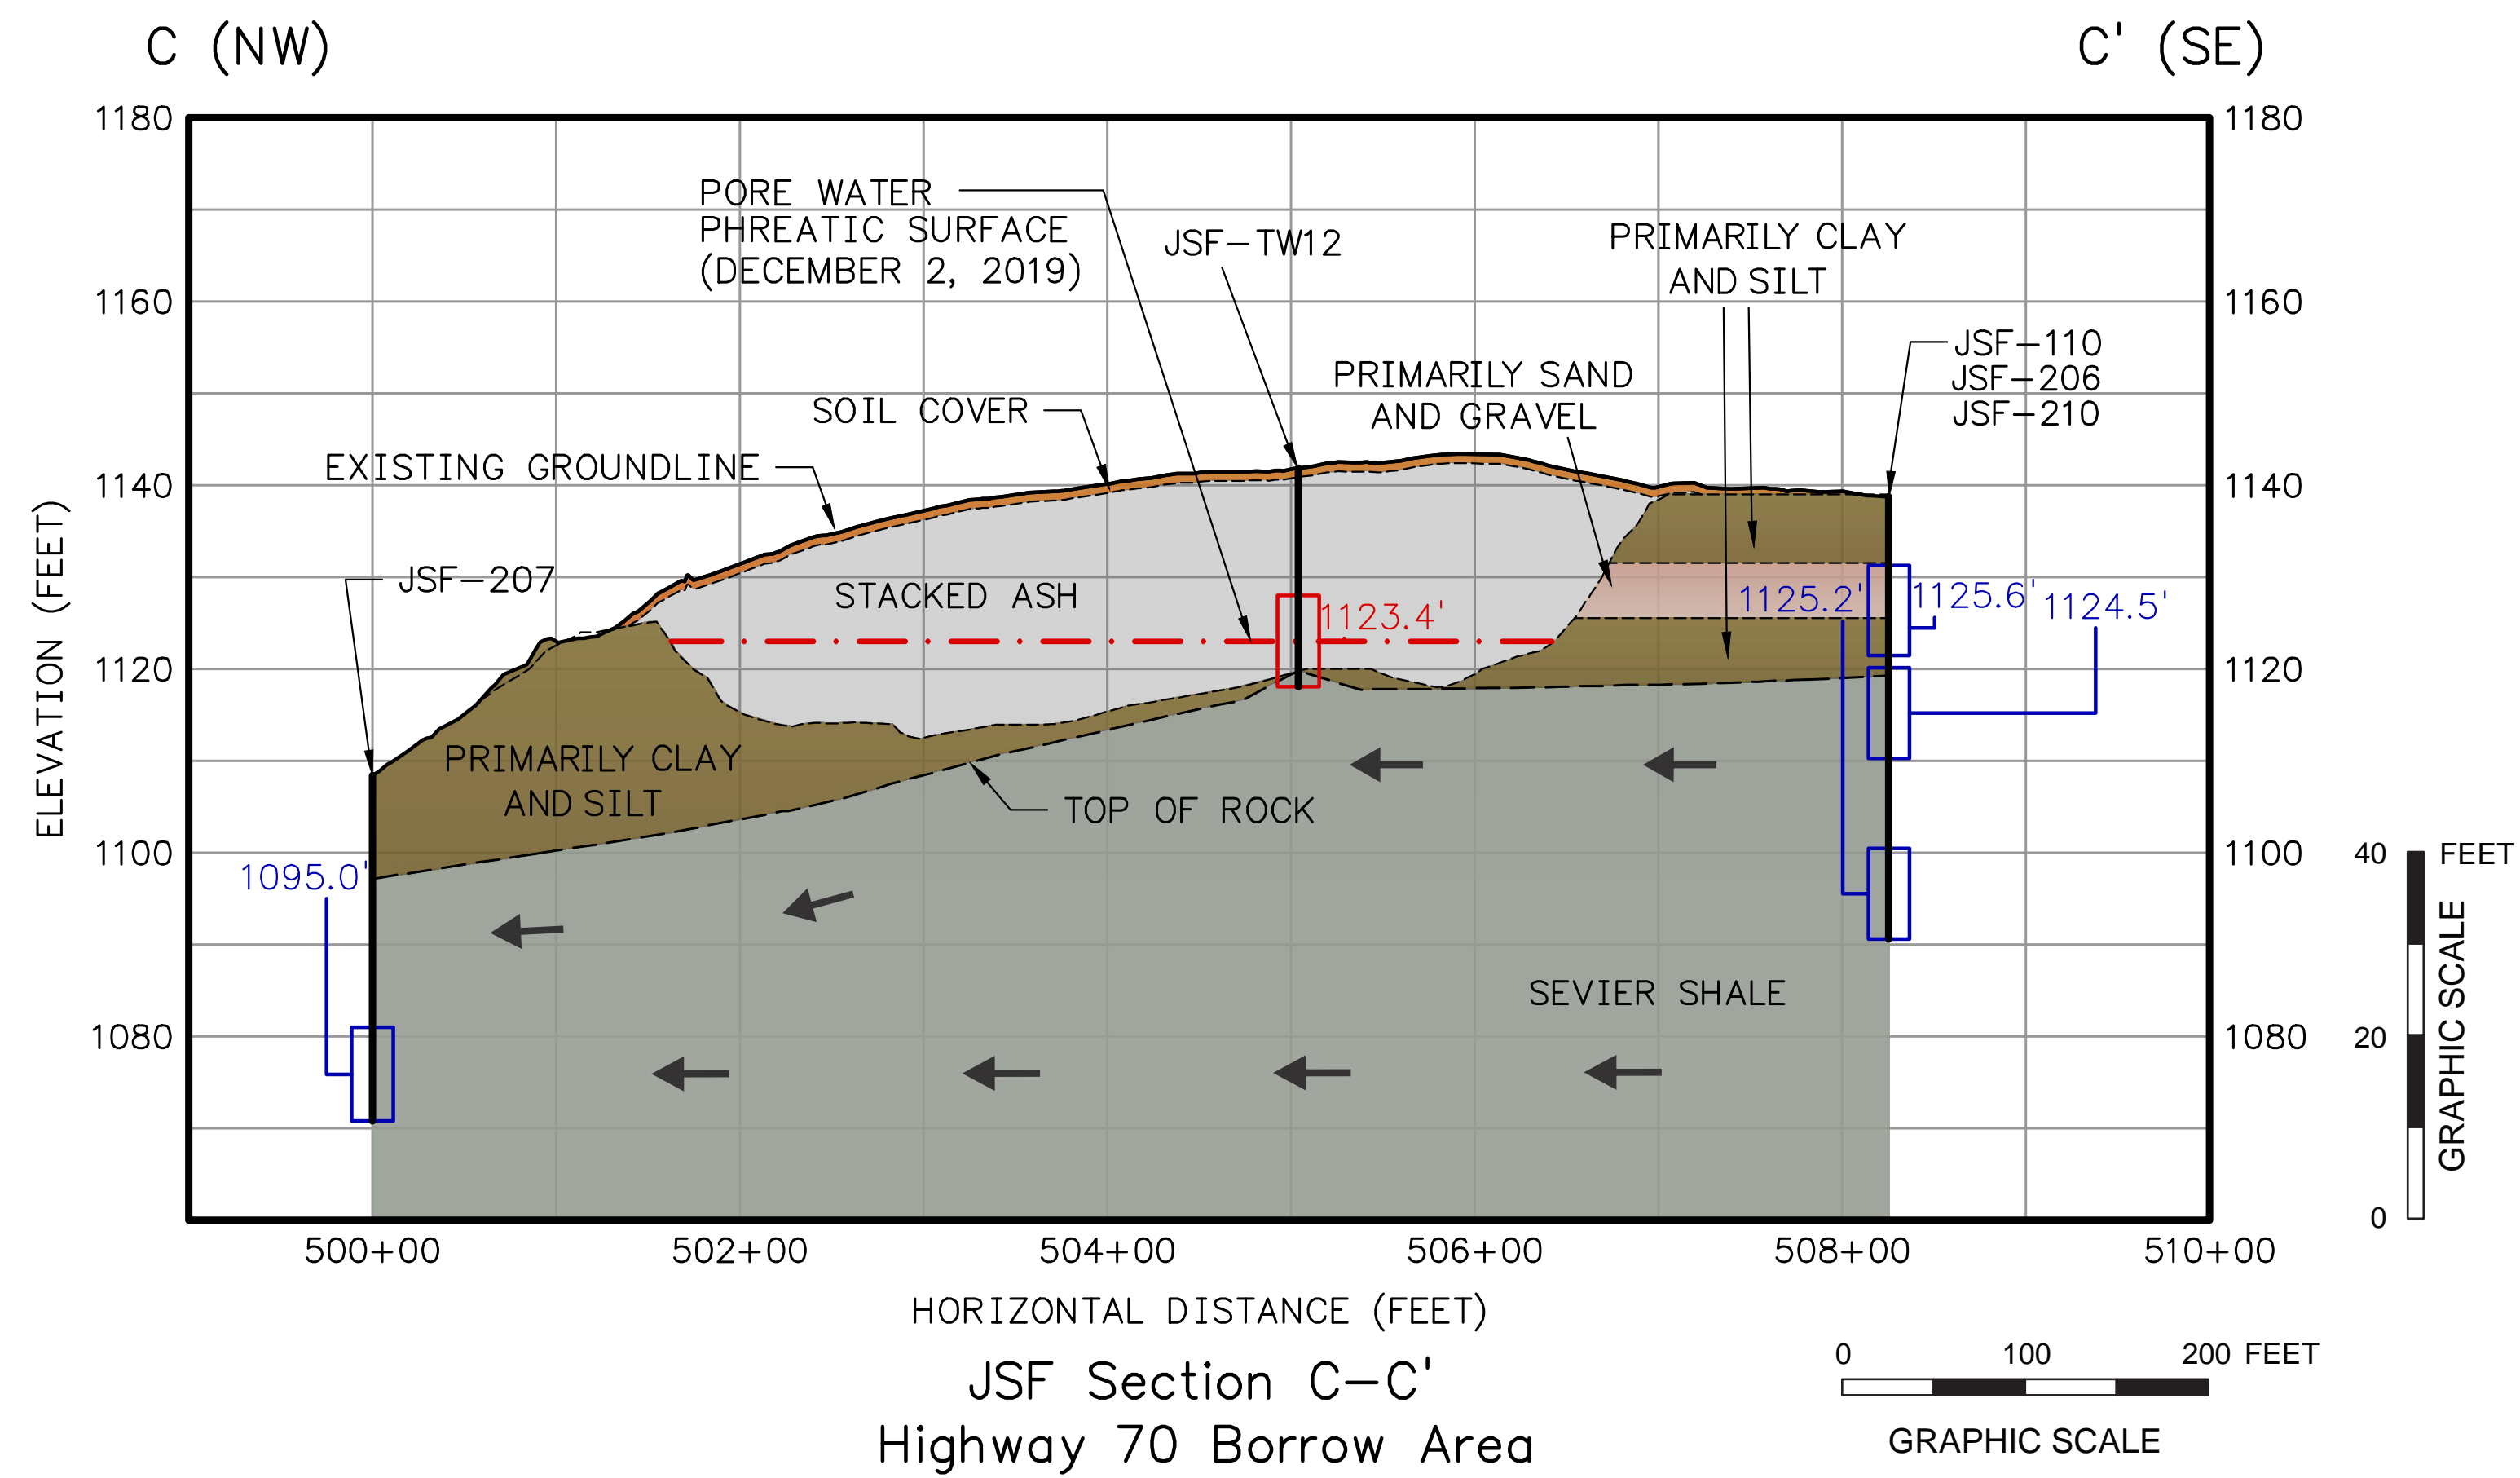 C (NW)
C' (SE)
1180
1180
PORE WATER
PHREATIC SURFACE
(DECEMBER 2, 2019)
JSF-TW12
PRIMARILY CLAY
AND SILT
1160
1160
JSF-110
JSF-206
JSF-210
PRIMARILY SAND
AND GRAVEL
SOIL COVER
EXISTING GROUNDLINE
1140
1140
JSF-207
STACKED ASH
1123.4'
1125.2'
1125.6'
1124.5'
1120
1120
ELEVATION (FEET)
PRIMARILY CLAY
AND SILT
TOP OF ROCK
1100
1100
1095.0'
SEVIER SHALE
1080
1080
40 FEET
20
0
GRAPHIC SCALE
500+00
502+00
504+00
506+00
508+00
510+00
HORIZONTAL DISTANCE (FEET)
0 100 200 FEET
GRAPHIC SCALE
JSF Section C-C'
Highway 70 Borrow Area